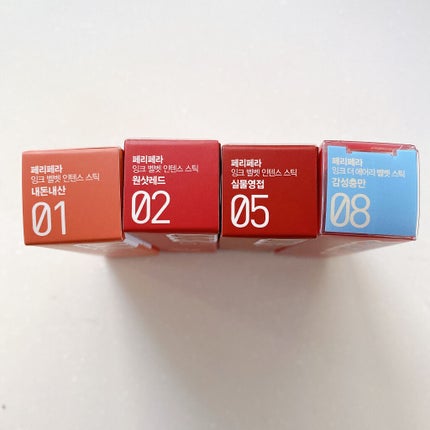 페리페라
잉크 벨벳 인텐스 스틱
내돈내산
01
페리페라
잉크 벨벳 인텐스 스틱
원샷레드
02
페리페라
잉크 벨벳 인텐스 스틱
실물영접
05
페리페라
잉크 더 에어리 벨벳 스틱
감성충만
08